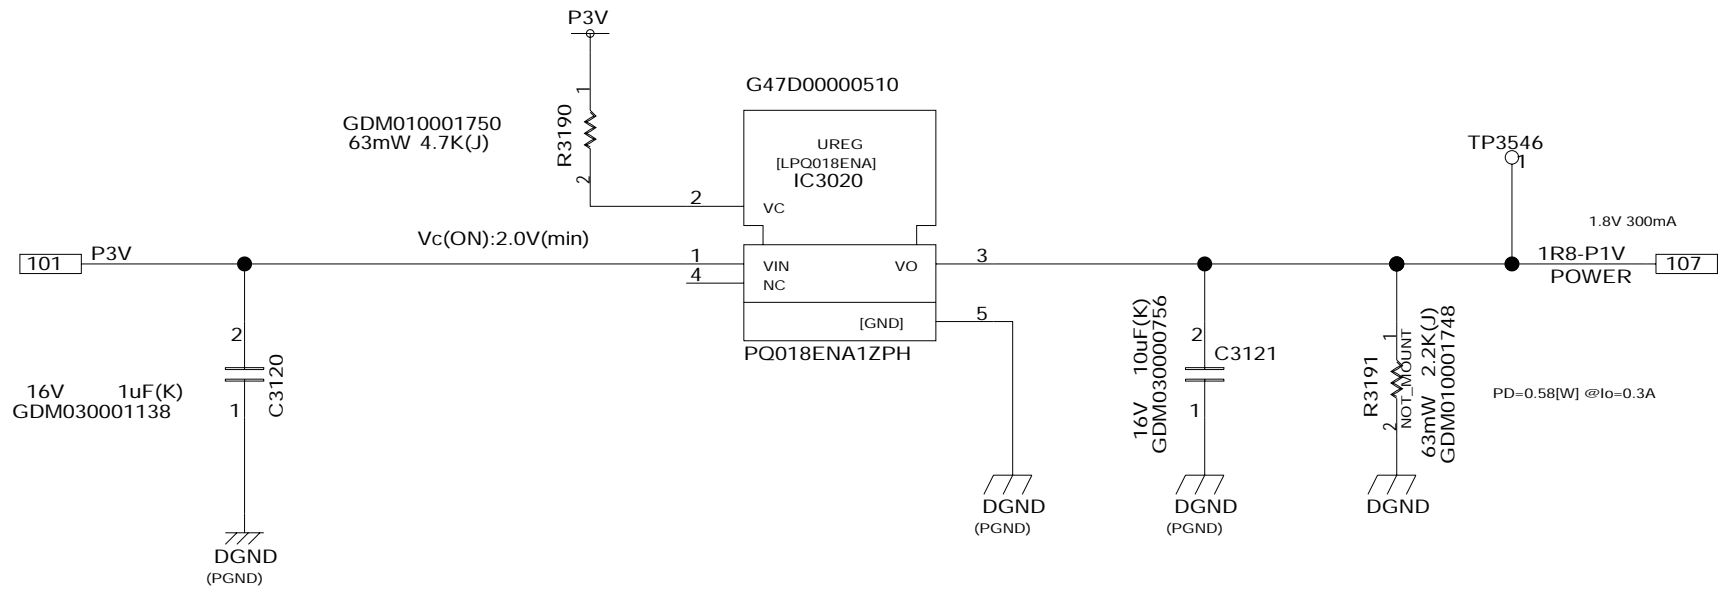 P3V
G47D00000510
GDM010001750
63mW 4.7K(J)
R3190
1
2
UREG
[LPQ018ENA]
IC3020
2
VC
TP3546
1
1.8V 300mA
Vc(ON):2.0V(min)
101
P3V
1
VIN
VO
3
4
NC
1R8-P1V
POWER
107
[GND]
5
PQ018ENA1ZPH
2
1
C3120
16V 1uF(K)
GDM030001138
DGND
(PGND)
DGND
(PGND)
16V 10uF(K)
GDM030000756
2
1
C3121
DGND
(PGND)
R3191
1
2
NOT_MOUNT
63mW 2.2K(J)
GDM010001748
DGND
PD=0.58[W] @Io=0.3A